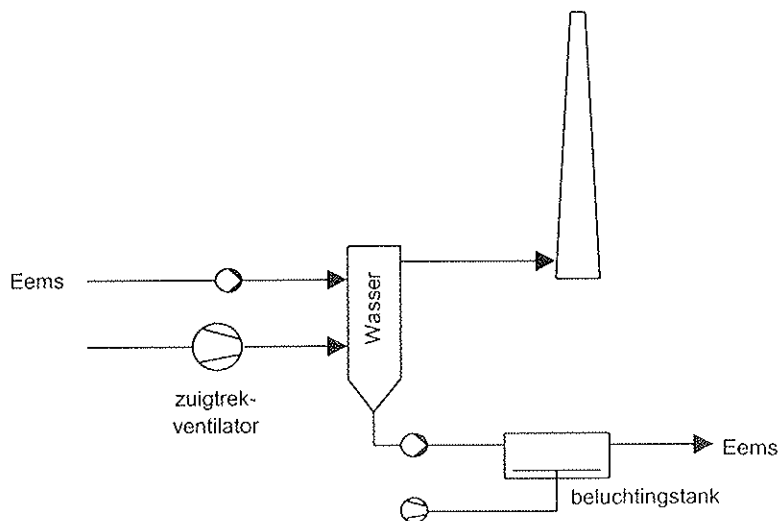 Eems
Wasser
zuigtrek-
ventilator
Eems
beluchtingstank